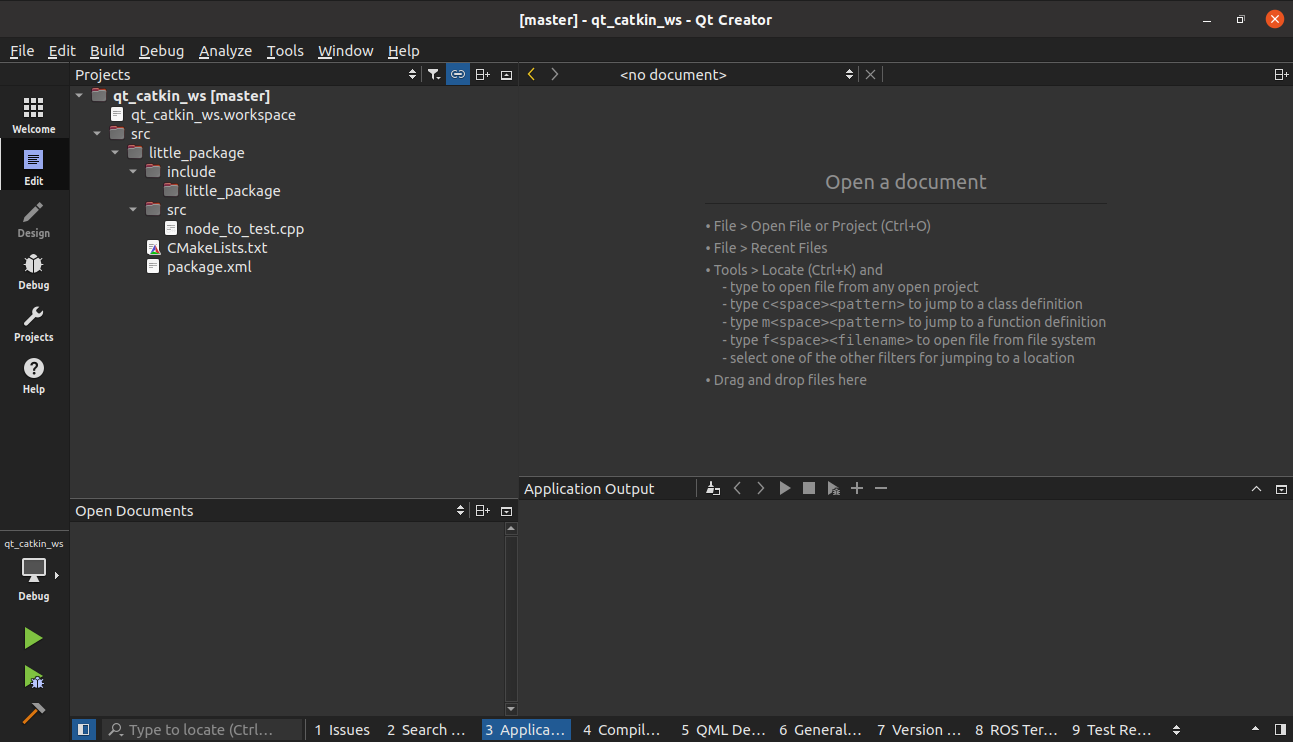 [master] - qt_catkin_ws - Qt Creator
File Edit Build Debug Analyze Tools Window Help
Projects
<no document>
Welcome
Edit
Design
Debug
Projects
Help
qt_catkin_ws [master]
qt_catkin_ws.workspace
src
little_package
include
little_package
src
node_to_test.cpp
CMakeLists.txt
package.xml
Open a document
• File > Open File or Project (Ctrl+O)
• File > Recent Files
• Tools > Locate (Ctrl+K) and
- type to open file from any open project
- type c<space><pattern> to jump to a class definition
- type m<space><pattern> to jump to a function definition
- type f<space><filename> to open file from file system
- select one of the other filters for jumping to a location
• Drag and drop files here
Application Output
Open Documents
qt_catkin_ws
Debug
Type to locate (Ctrl...
1 Issues 2 Search ... 3 Applica... 4 Compil... 5 QML De... 6 General... 7 Version ... 8 ROS Ter... 9 Test Re...